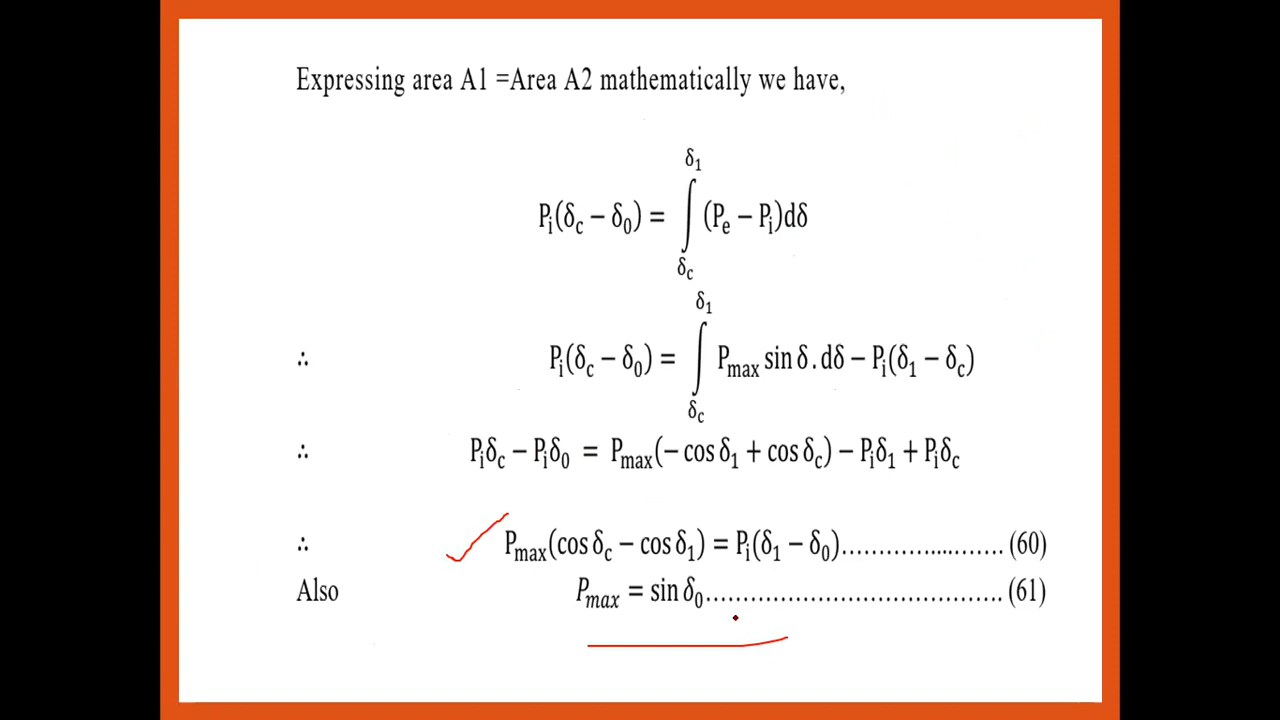 Expressing area A1 =Area A2 mathematically we have,
δ₁
Pᵢ(δc − δ₀) = ∫ (Pₑ − Pᵢ)dδ
δc
δ₁
∴ Pᵢ(δc − δ₀) = ∫ Pmax sin δ . dδ − Pᵢ(δ₁ − δc)
δc
∴ Pᵢδc − Pᵢδ₀ = Pmax(− cos δ₁ + cos δc) − Pᵢδ₁ + Pᵢδc
∴ Pmax(cos δc − cos δ₁) = Pᵢ(δ₁ − δ₀)……………....…….. (60)
Also Pmax = sin δ₀………………………………… (61)